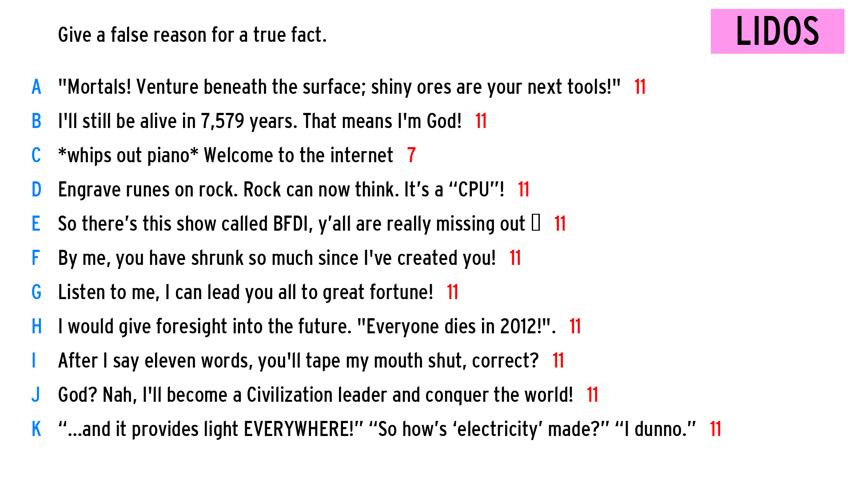 Give a false reason for a true fact.
LIDOS
A "Mortals! Venture beneath the surface; shiny ores are your next tools!" 11
B I'll still be alive in 7,579 years. That means I'm God! 11
C *whips out piano* Welcome to the internet 7
D Engrave runes on rock. Rock can now think. It’s a “CPU”! 11
E So there’s this show called BFDI, y’all are really missing out ▯ 11
F By me, you have shrunk so much since I've created you! 11
G Listen to me, I can lead you all to great fortune! 11
H I would give foresight into the future. "Everyone dies in 2012!". 11
I After I say eleven words, you'll tape my mouth shut, correct? 11
J God? Nah, I'll become a Civilization leader and conquer the world! 11
K “...and it provides light EVERYWHERE!” “So how’s ‘electricity’ made?” “I dunno.” 11